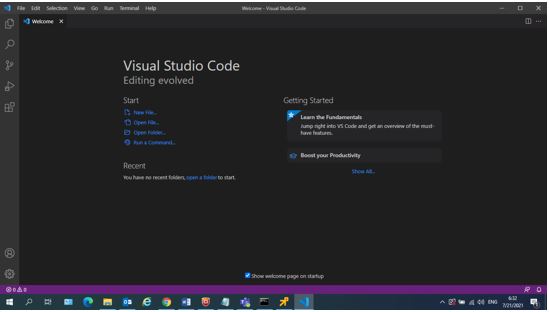 File Edit Selection View Go Run Terminal Help
Welcome - Visual Studio Code
Welcome
Visual Studio Code
Editing evolved
Start
New File...
Open File...
Open Folder...
Run a Command...
Recent
You have no recent folders, open a folder to start.
Getting Started
Learn the Fundamentals
Jump right into VS Code and get an overview of the must-
have features.
Boost your Productivity
Show All...
Show welcome page on startup
0 0
ENG
6:32
7/21/2021